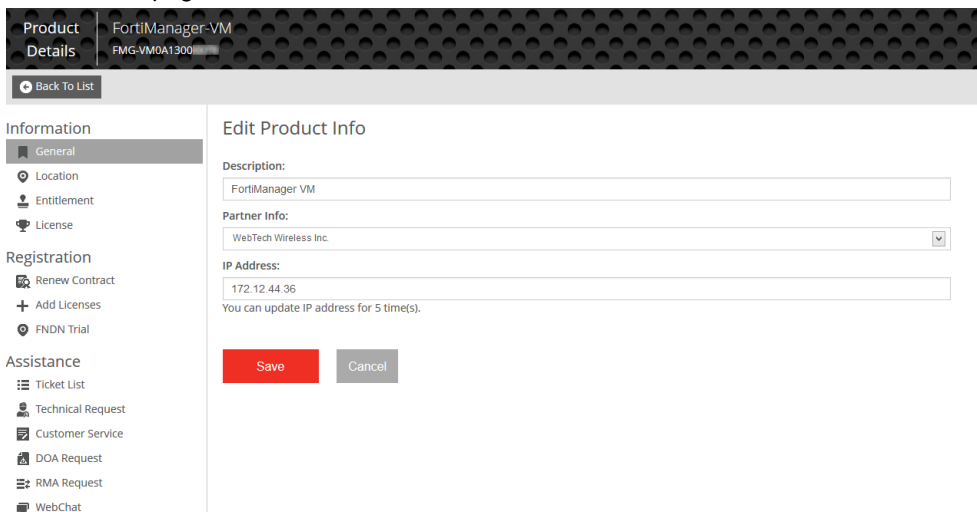 Product Details
FortiManager-VM
FMG-VM0A1300
Back To List
Information
General
Location
Entitlement
License
Registration
Renew Contract
Add Licenses
FNDN Trial
Assistance
Ticket List
Technical Request
Customer Service
DOA Request
RMA Request
WebChat
Edit Product Info
Description:
FortiManager VM
Partner Info:
WebTech Wireless Inc.
IP Address:
172.12.44.36
You can update IP address for 5 time(s).
Save
Cancel